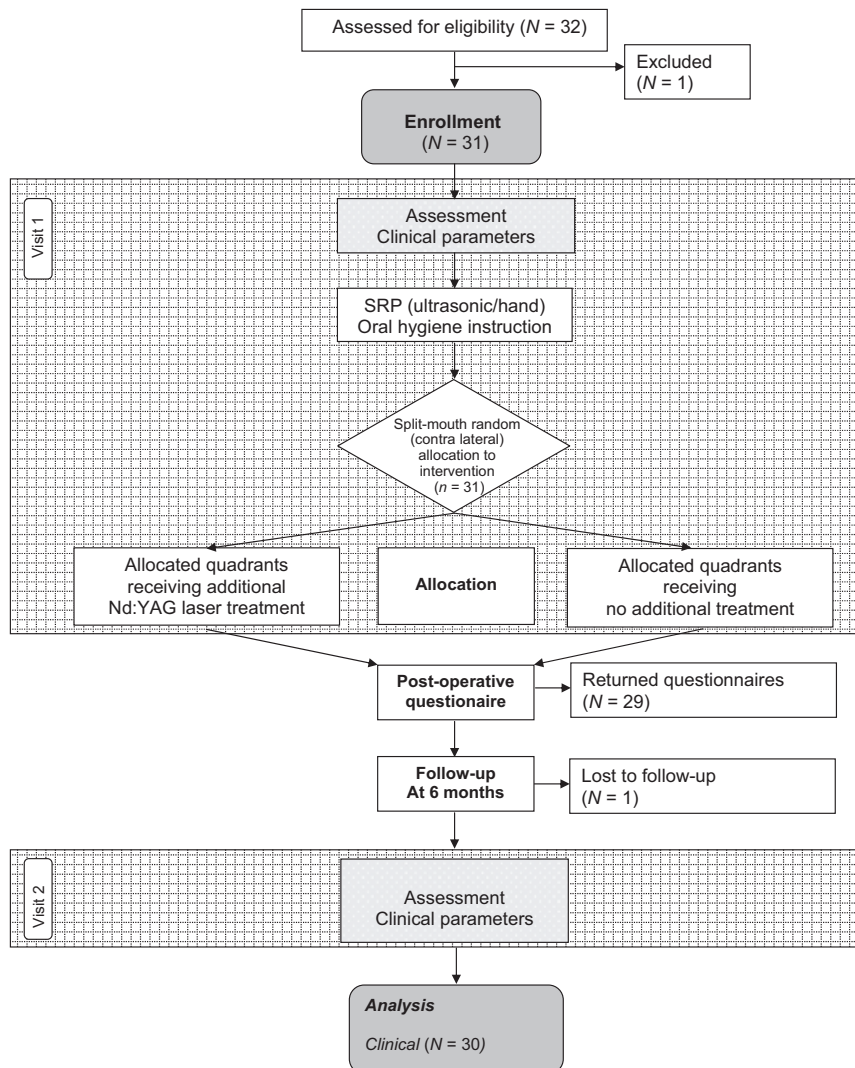 Assessed for eligibility (N = 32)
Excluded
(N = 1)
Enrollment
(N = 31)
Visit 1
Assessment
Clinical parameters
SRP (ultrasonic/hand)
Oral hygiene instruction
Split-mouth random
(contra lateral)
allocation to
intervention
(n = 31)
Allocated quadrants
receiving additional
Nd:YAG laser treatment
Allocation
Allocated quadrants
receiving
no additional treatment
Post-operative
questionaire
Returned questionnaires
(N = 29)
Follow-up
At 6 months
Lost to follow-up
(N = 1)
Visit 2
Assessment
Clinical parameters
Analysis
Clinical (N = 30)